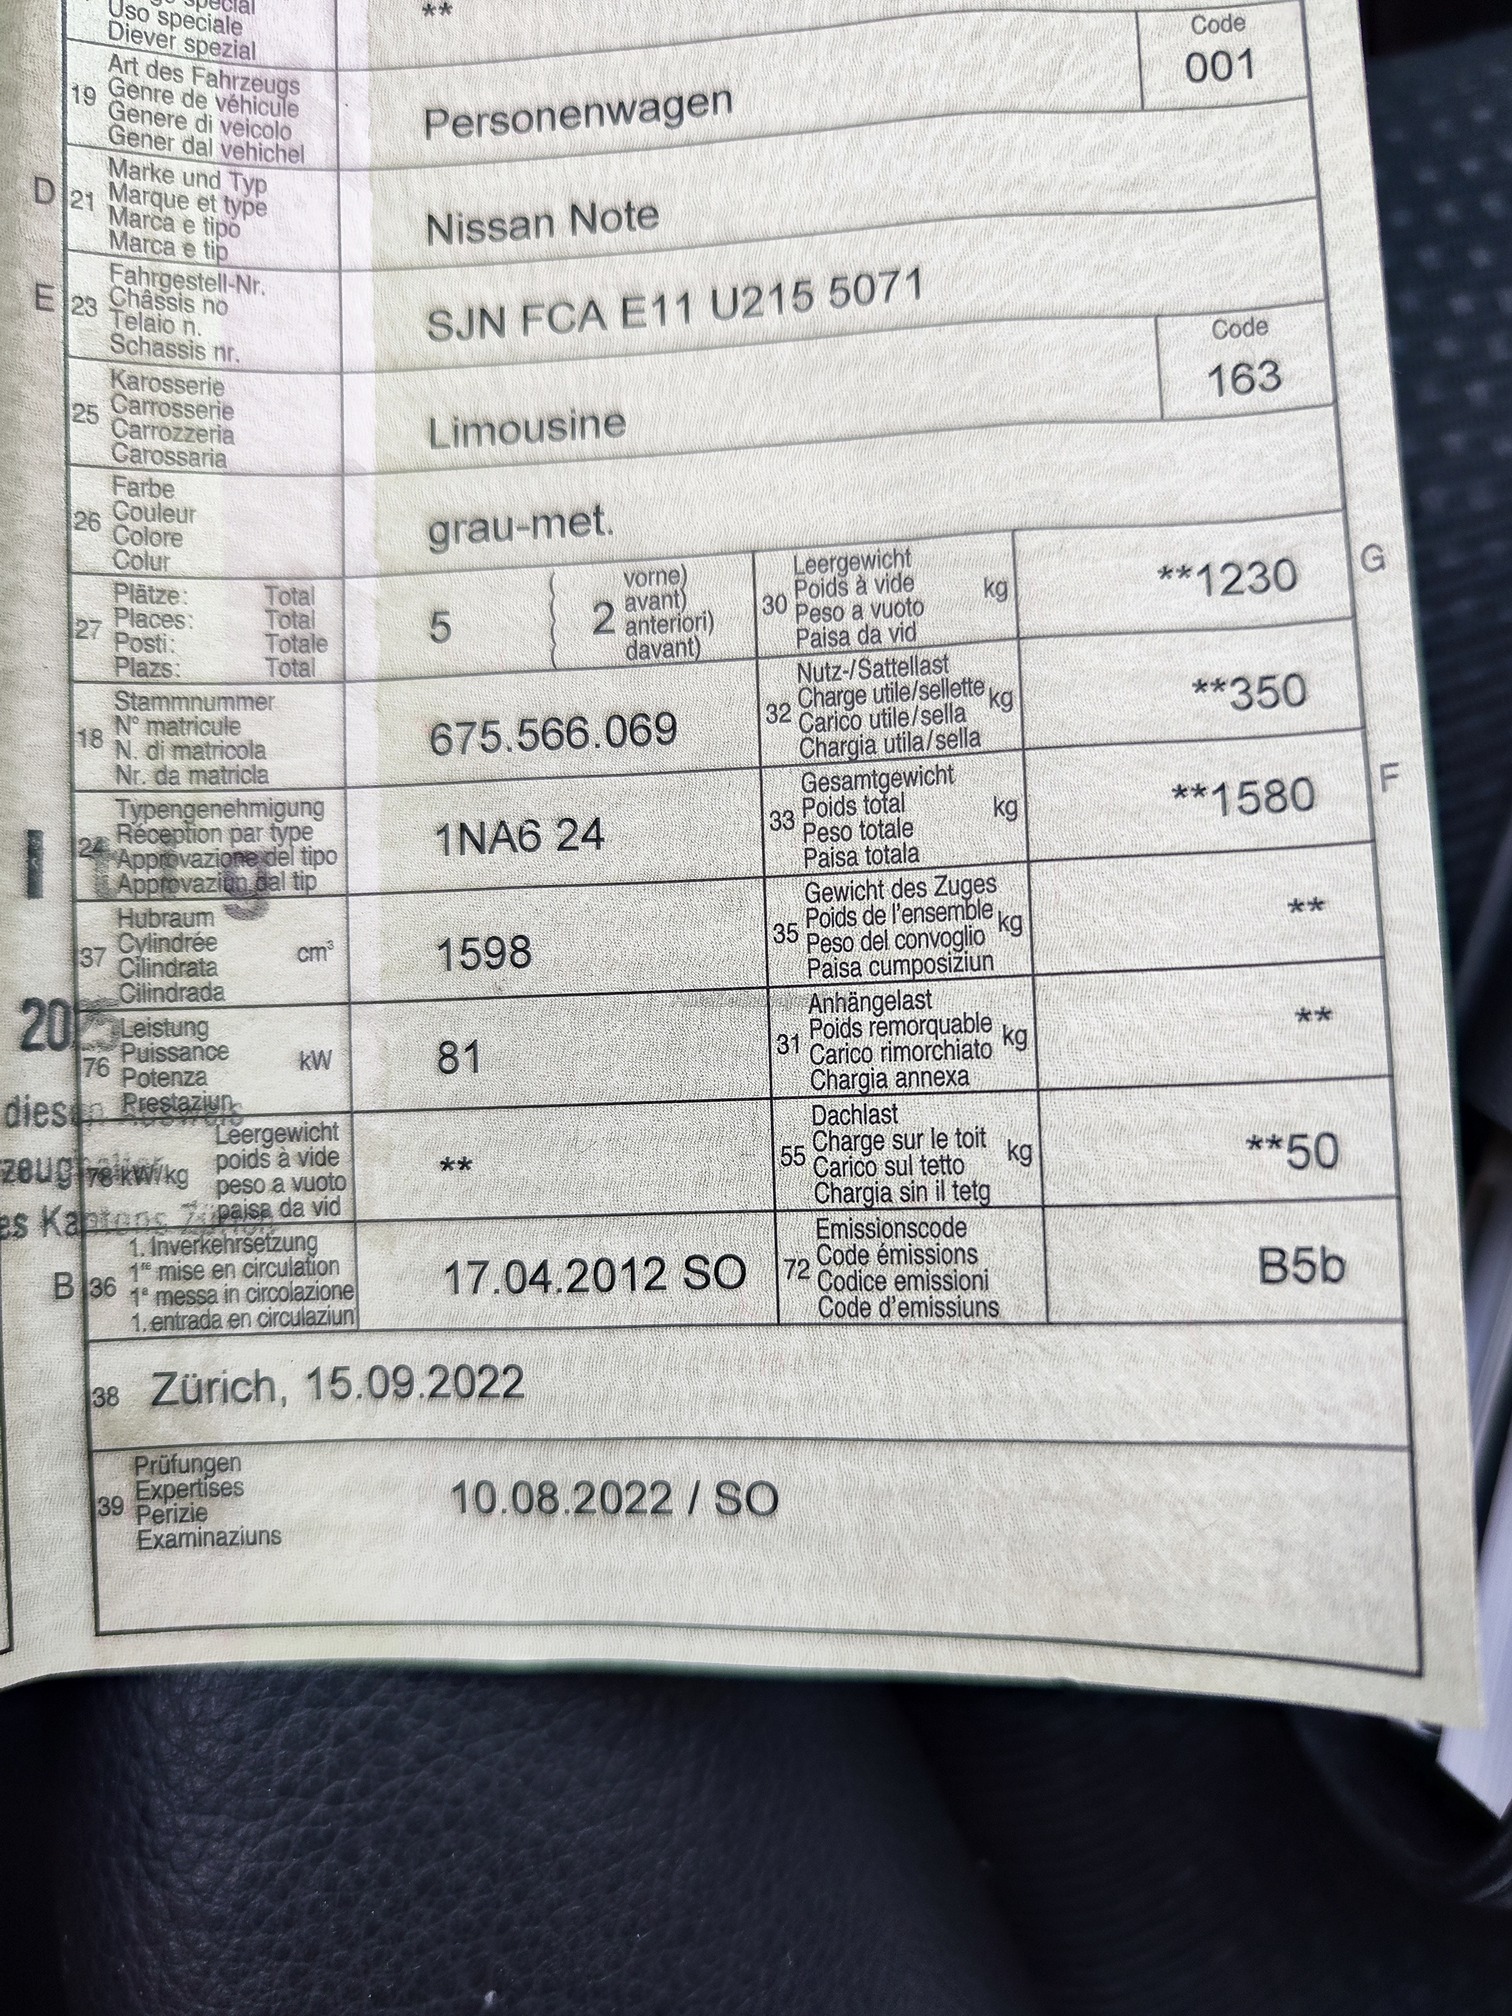 Uso speciale
Diever spezial
**
19
Art des Fahrzeugs
Genre de véhicule
Genere di veicolo
Gener dal vehichel
Personenwagen
Code
001
D
21
Marke und Typ
Marque et type
Marca e tipo
Marca e tip
Nissan Note
E
23
Fahrgestell-Nr.
Châssis no
Telaio n.
Schassis nr.
SJN FCA E11 U215 5071
25
Karosserie
Carrosserie
Carrozzeria
Carossaria
Limousine
Code
163
26
Farbe
Couleur
Colore
Colur
grau-met.
27
Plätze: Total
Places: Total
Posti: Totale
Plazs: Total
5
2
vorne)
avant)
anteriori)
davant)
30
Leergewicht
Poids à vide
Peso a vuoto
Paisa da vid
kg
**1230
G
18
Stammnummer
N° matricule
N. di matricola
Nr. da matricla
675.566.069
32
Nutz-/Sattellast
Charge utile/sellette
Carico utile/sella
Chargia utila/sella
kg
**350
24
Typengenehmigung
Réception par type
Approvazione del tipo
Approvaziun dal tip
1NA6 24
33
Gesamtgewicht
Poids total
Peso totale
Paisa totala
kg
**1580
F
37
Hubraum
Cylindrée
Cilindrata
Cilindrada
cm³
1598
35
Gewicht des Zuges
Poids de l'ensemble
Peso del convoglio
Paisa cumposiziun
kg
**
20
76
Leistung
Puissance
Potenza
Prestaziun
kW
81
31
Anhängelast
Poids remorquable
Carico rimorchiato
Chargia annexa
kg
**
78 kW/kg
Leergewicht
poids à vide
peso a vuoto
paisa da vid
**
55
Dachlast
Charge sur le toit
Carico sul tetto
Chargia sin il tetg
kg
**50
B
36
1. Inverkehrsetzung
1re mise en circulation
1a messa in circolazione
1. entrada en circulaziun
17.04.2012 SO
72
Emissionscode
Code émissions
Codice emissioni
Code d'emissiuns
B5b
38
Zürich, 15.09.2022
39
Prüfungen
Expertises
Perizie
Examinaziuns
10.08.2022 / SO